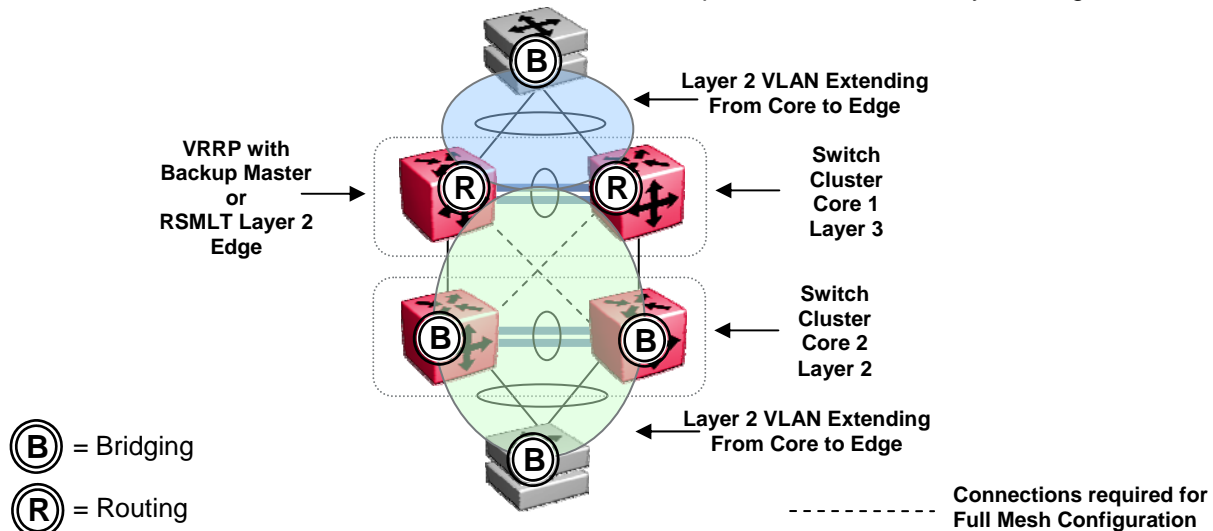 B
Layer 2 VLAN Extending
From Core to Edge
VRRP with
Backup Master
or
RSMLT Layer 2
Edge
R
R
Switch
Cluster
Core 1
Layer 3
B
B
Switch
Cluster
Core 2
Layer 2
Layer 2 VLAN Extending
From Core to Edge
B
B = Bridging
R = Routing
Connections required for
Full Mesh Configuration